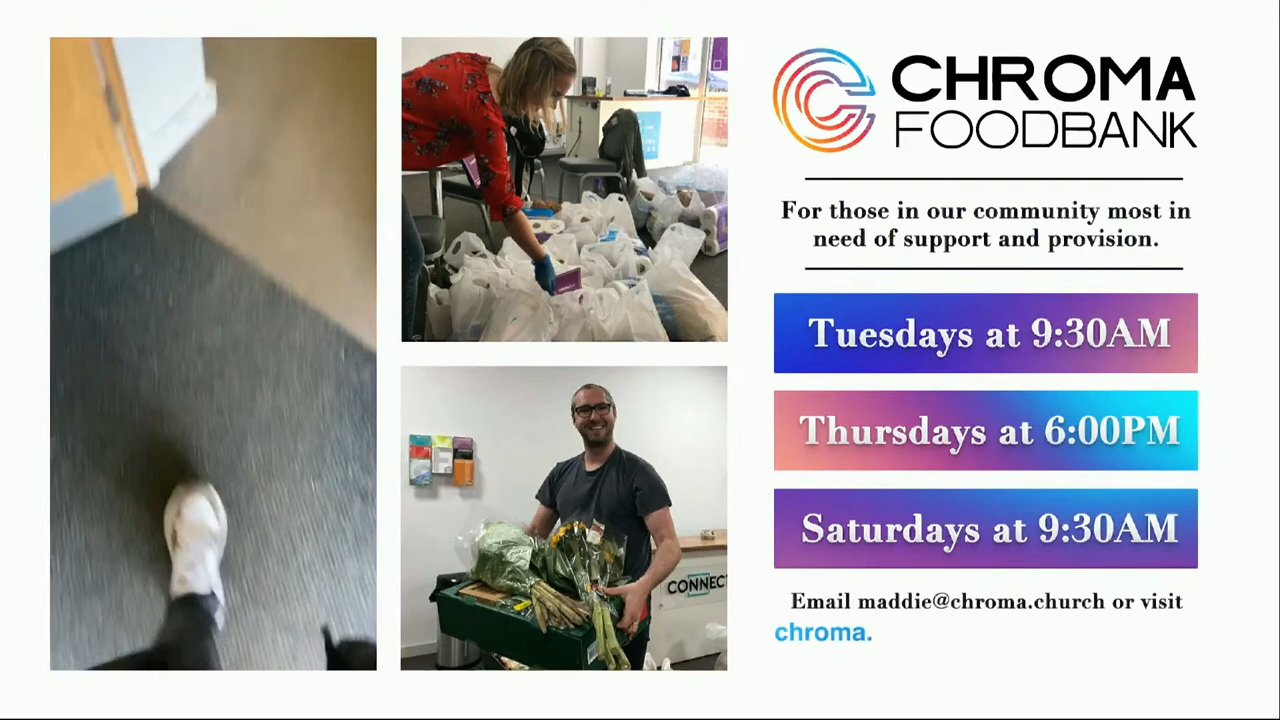 CHROMA
FOODBANK
For those in our community most in
need of support and provision.
Tuesdays at 9:30AM
Thursdays at 6:00PM
Saturdays at 9:30AM
Email maddie@chroma.church or visit
chroma.
CONNECT